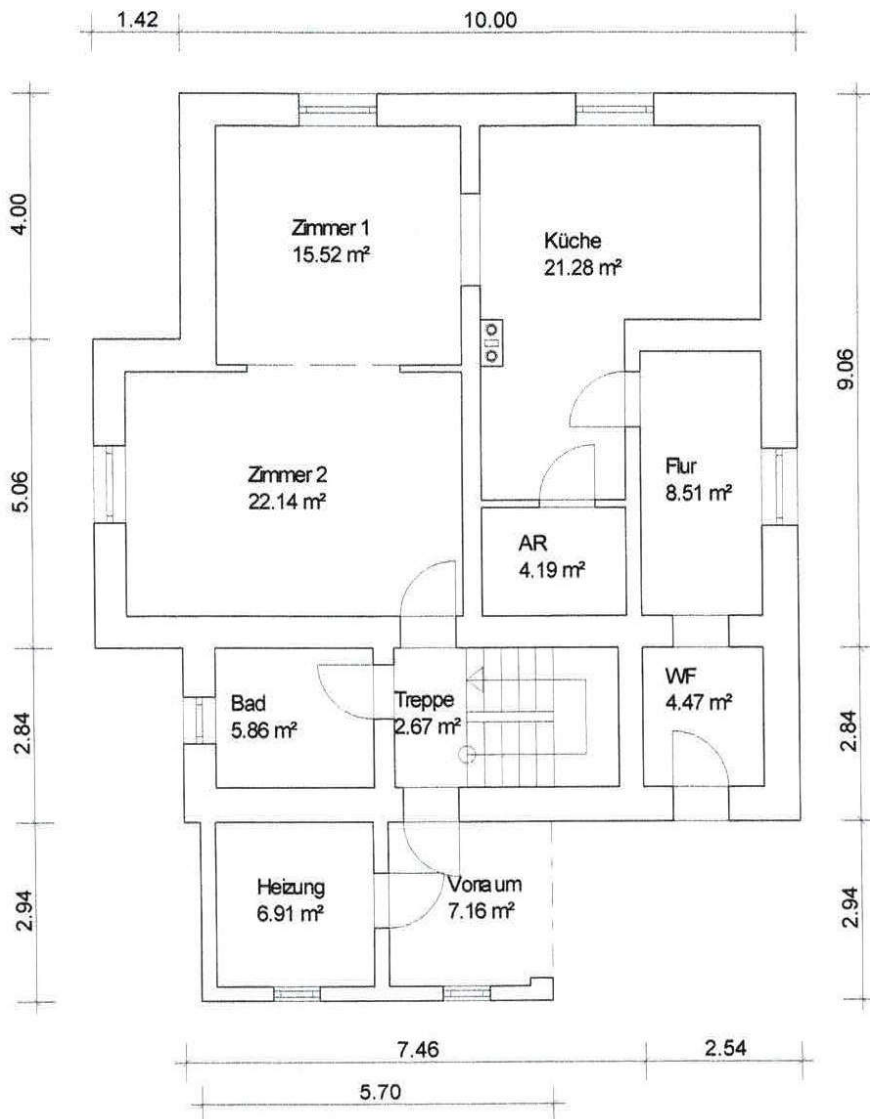 1.42
10.00
4.00
Zimmer 1
15.52 m²
Küche
21.28 m²
9.06
5.06
Zimmer 2
22.14 m²
Flur
8.51 m²
AR
4.19 m²
2.84
Bad
5.86 m²
Treppe
2.67 m²
WF
4.47 m²
2.84
2.94
Heizung
6.91 m²
Vorraum
7.16 m²
2.94
7.46
2.54
5.70